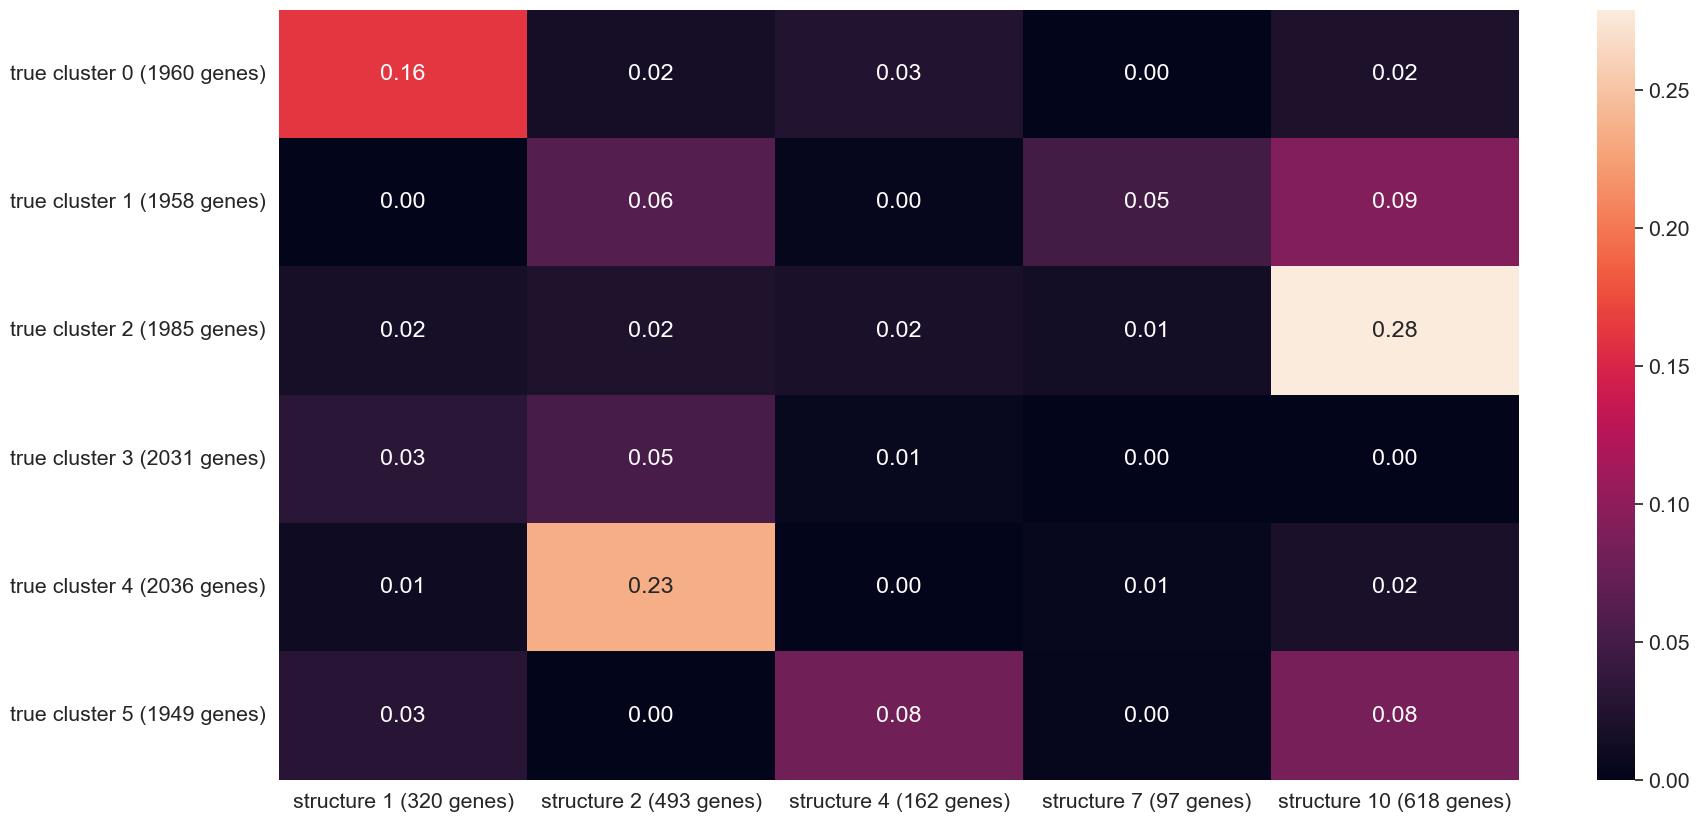 true cluster 0 (1960 genes) 0.16 0.02 0.03 0.00 0.02
true cluster 1 (1958 genes) 0.00 0.06 0.00 0.05 0.09
true cluster 2 (1985 genes) 0.02 0.02 0.02 0.01 0.28
true cluster 3 (2031 genes) 0.03 0.05 0.01 0.00 0.00
true cluster 4 (2036 genes) 0.01 0.23 0.00 0.01 0.02
true cluster 5 (1949 genes) 0.03 0.00 0.08 0.00 0.08
structure 1 (320 genes) structure 2 (493 genes) structure 4 (162 genes) structure 7 (97 genes) structure 10 (618 genes)
0.25
0.20
0.15
0.10
0.05
0.00